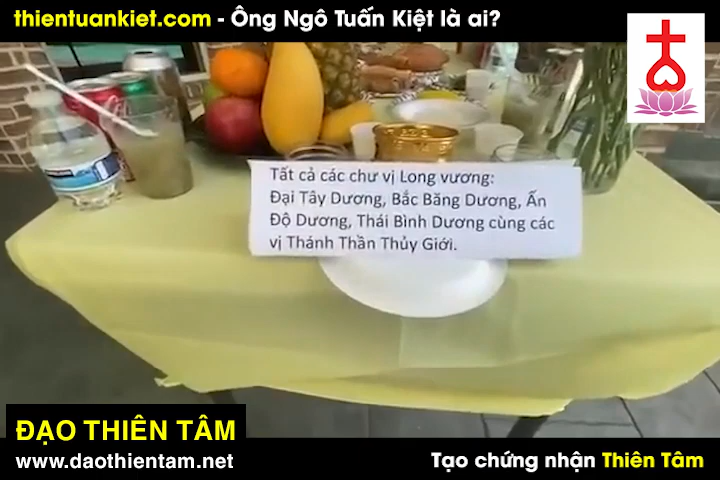 thientuankiet.com - Ông Ngô Tuấn Kiệt là ai?
Tất cả các chư vị Long vương:
Đại Tây Dương, Bắc Băng Dương, Ấn
Độ Dương, Thái Bình Dương cùng các
vị Thánh Thần Thủy Giới.
ĐẠO THIÊN TÂM
www.daothientam.net
Tạo chứng nhận Thiên Tâm